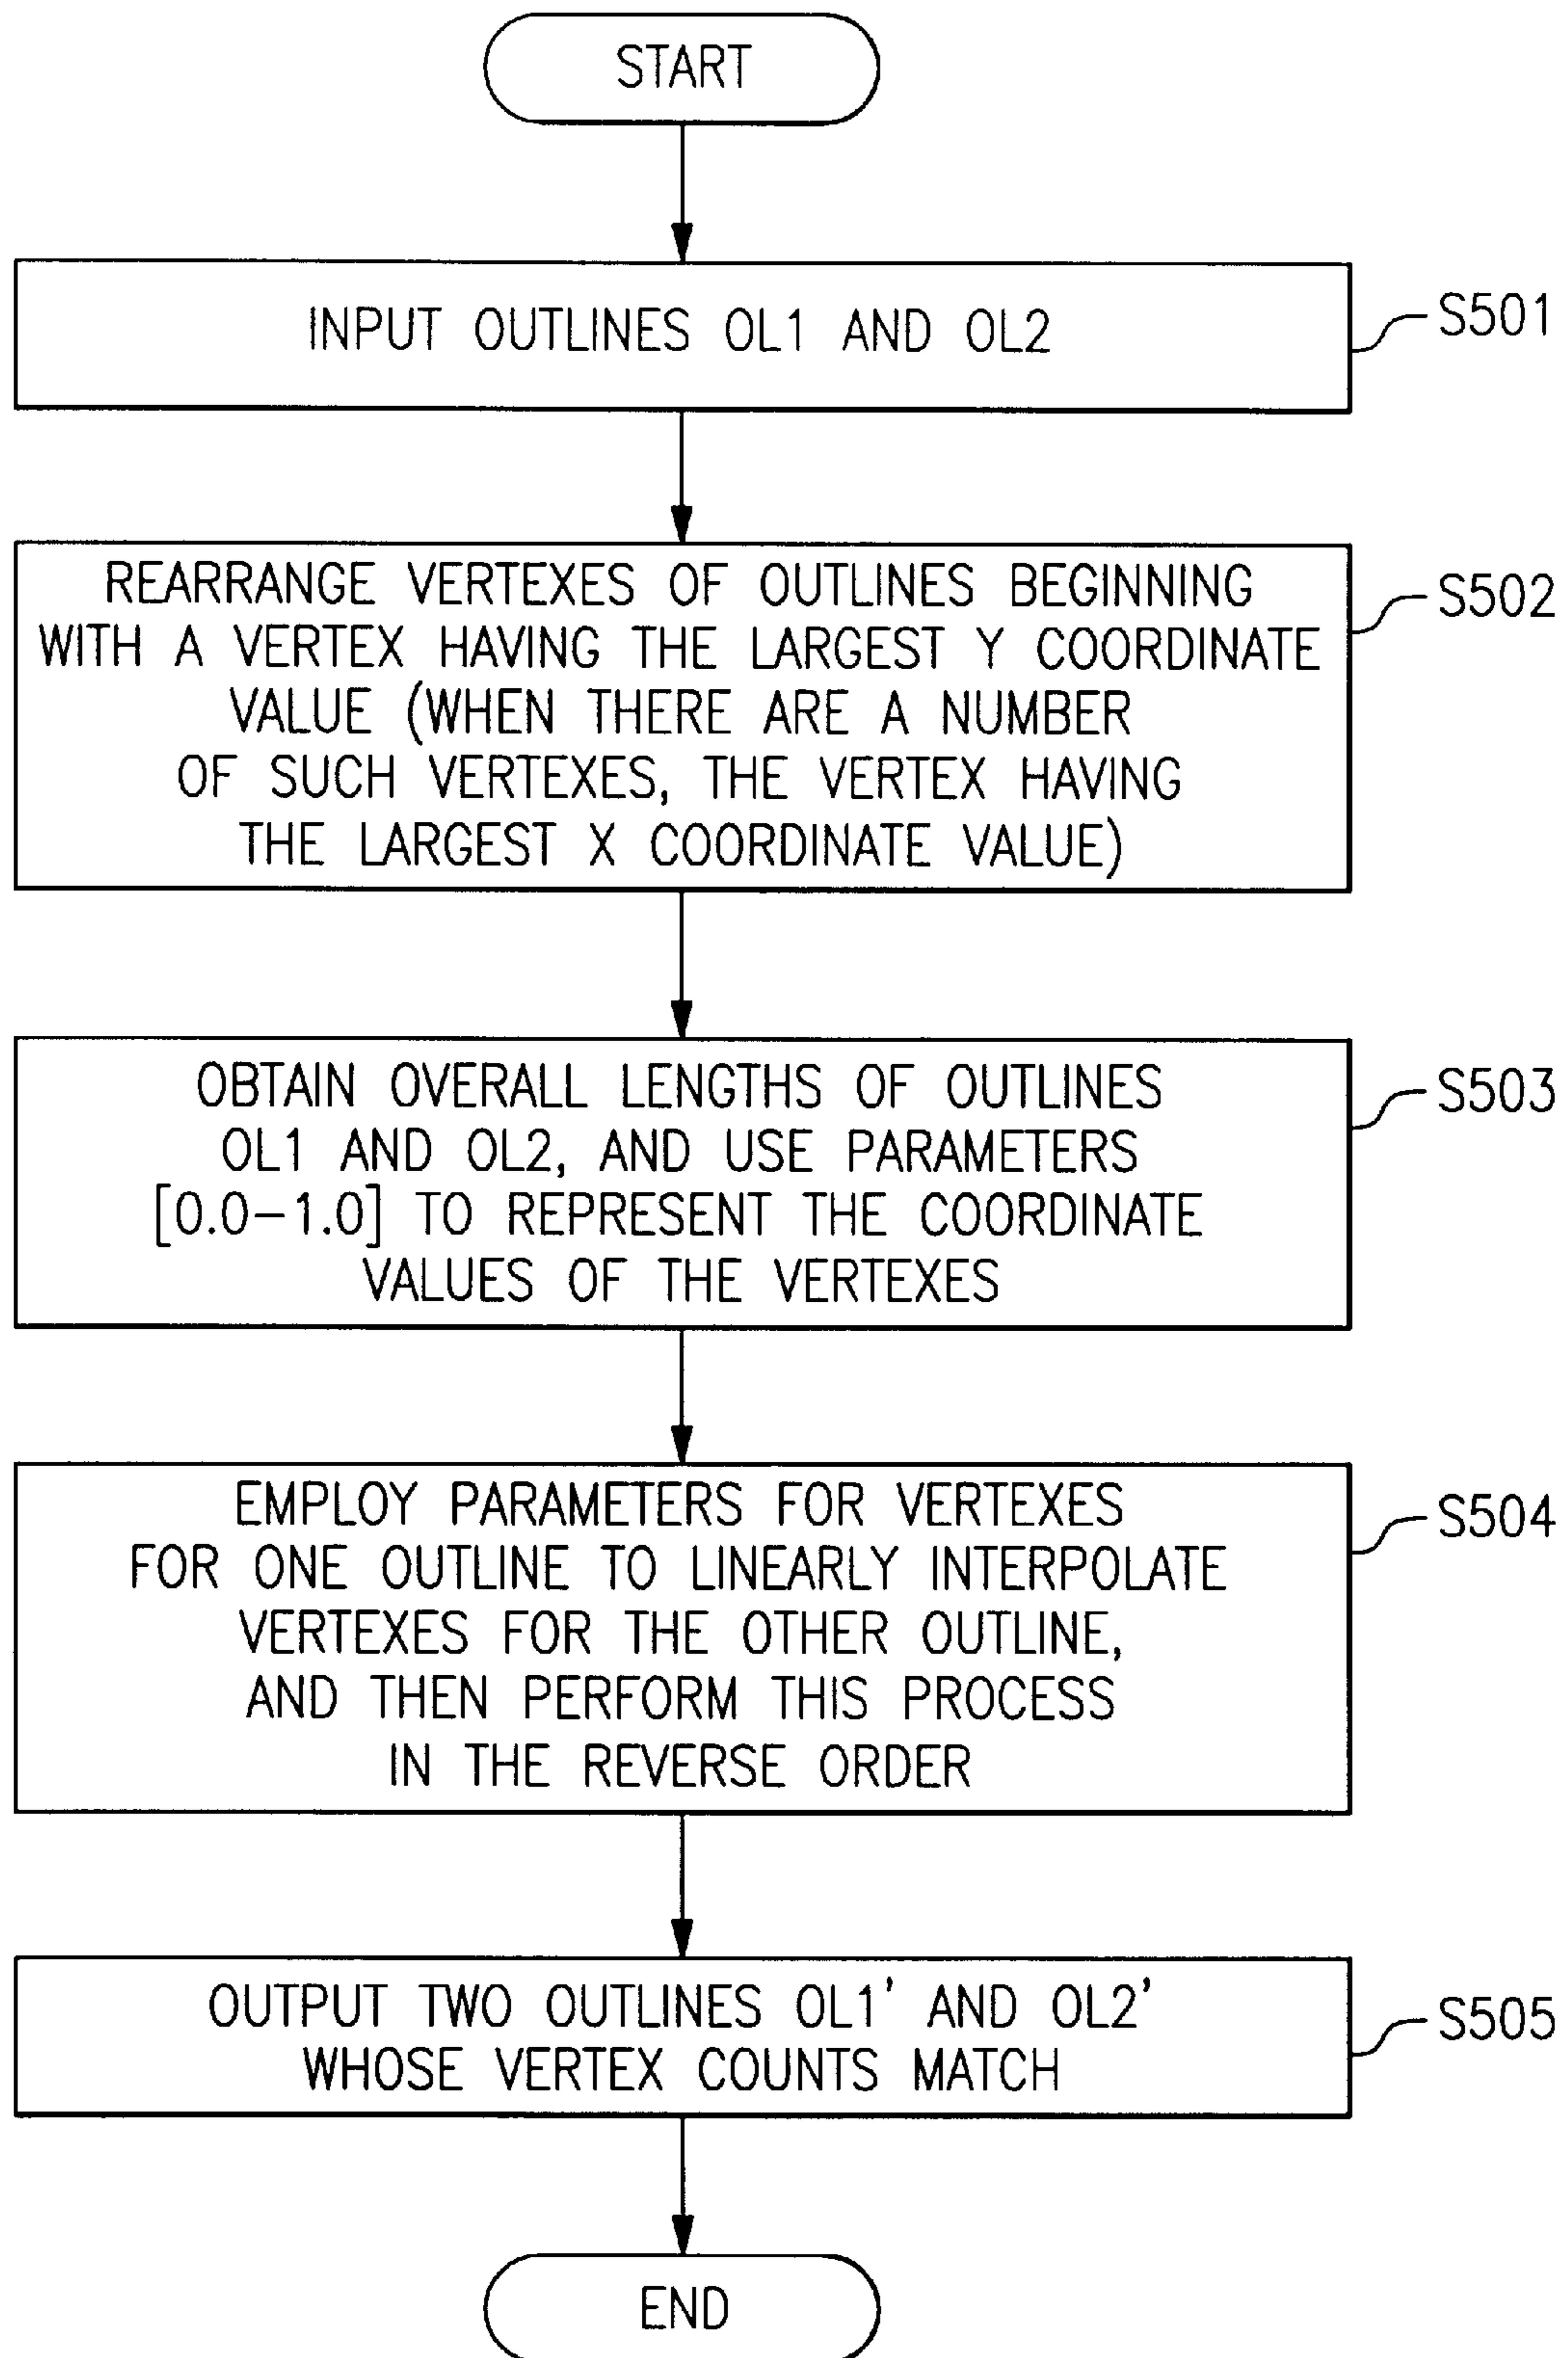 START
INPUT OUTLINES OL1 AND OL2
S501
REARRANGE VERTEXES OF OUTLINES BEGINNING
WITH A VERTEX HAVING THE LARGEST Y COORDINATE
VALUE (WHEN THERE ARE A NUMBER
OF SUCH VERTEXES, THE VERTEX HAVING
THE LARGEST X COORDINATE VALUE)
S502
OBTAIN OVERALL LENGTHS OF OUTLINES
OL1 AND OL2, AND USE PARAMETERS
[0.0–1.0] TO REPRESENT THE COORDINATE
VALUES OF THE VERTEXES
S503
EMPLOY PARAMETERS FOR VERTEXES
FOR ONE OUTLINE TO LINEARLY INTERPOLATE
VERTEXES FOR THE OTHER OUTLINE,
AND THEN PERFORM THIS PROCESS
IN THE REVERSE ORDER
S504
OUTPUT TWO OUTLINES OL1' AND OL2'
WHOSE VERTEX COUNTS MATCH
S505
END